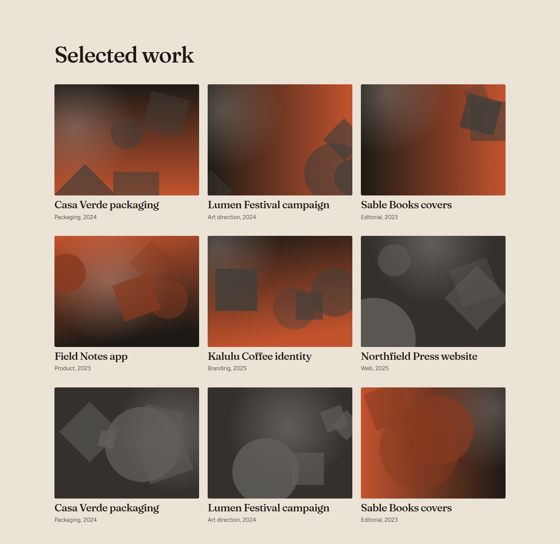 Selected work
Casa Verde packaging
Packaging, 2024
Lumen Festival campaign
Art direction, 2024
Sable Books covers
Editorial, 2023
Field Notes app
Product, 2023
Kalulu Coffee identity
Branding, 2025
Northfield Press website
Web, 2025
Casa Verde packaging
Packaging, 2024
Lumen Festival campaign
Art direction, 2024
Sable Books covers
Editorial, 2023